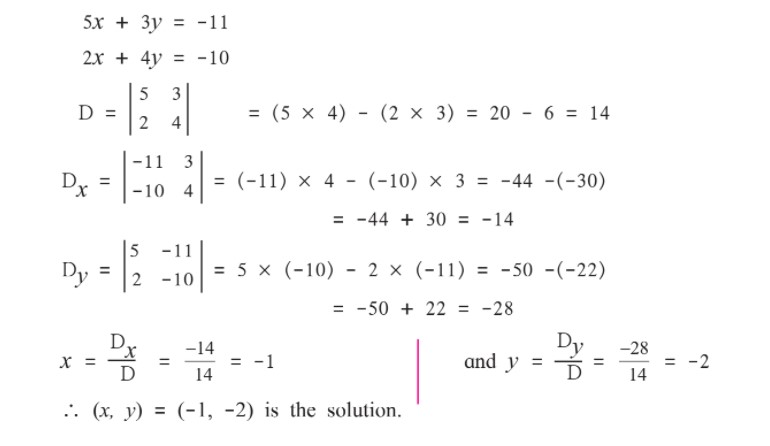 5x + 3y = -11
2x + 4y = -10
D = |5 3; 2 4| = (5 × 4) - (2 × 3) = 20 - 6 = 14
Dx = |-11 3; -10 4| = (-11) × 4 - (-10) × 3 = -44 -(-30)
= -44 + 30 = -14
Dy = |5 -11; 2 -10| = 5 × (-10) - 2 × (-11) = -50 -(-22)
= -50 + 22 = -28
x = Dx/D = -14/14 = -1 and y = Dy/D = -28/14 = -2
∴ (x, y) = (-1, -2) is the solution.